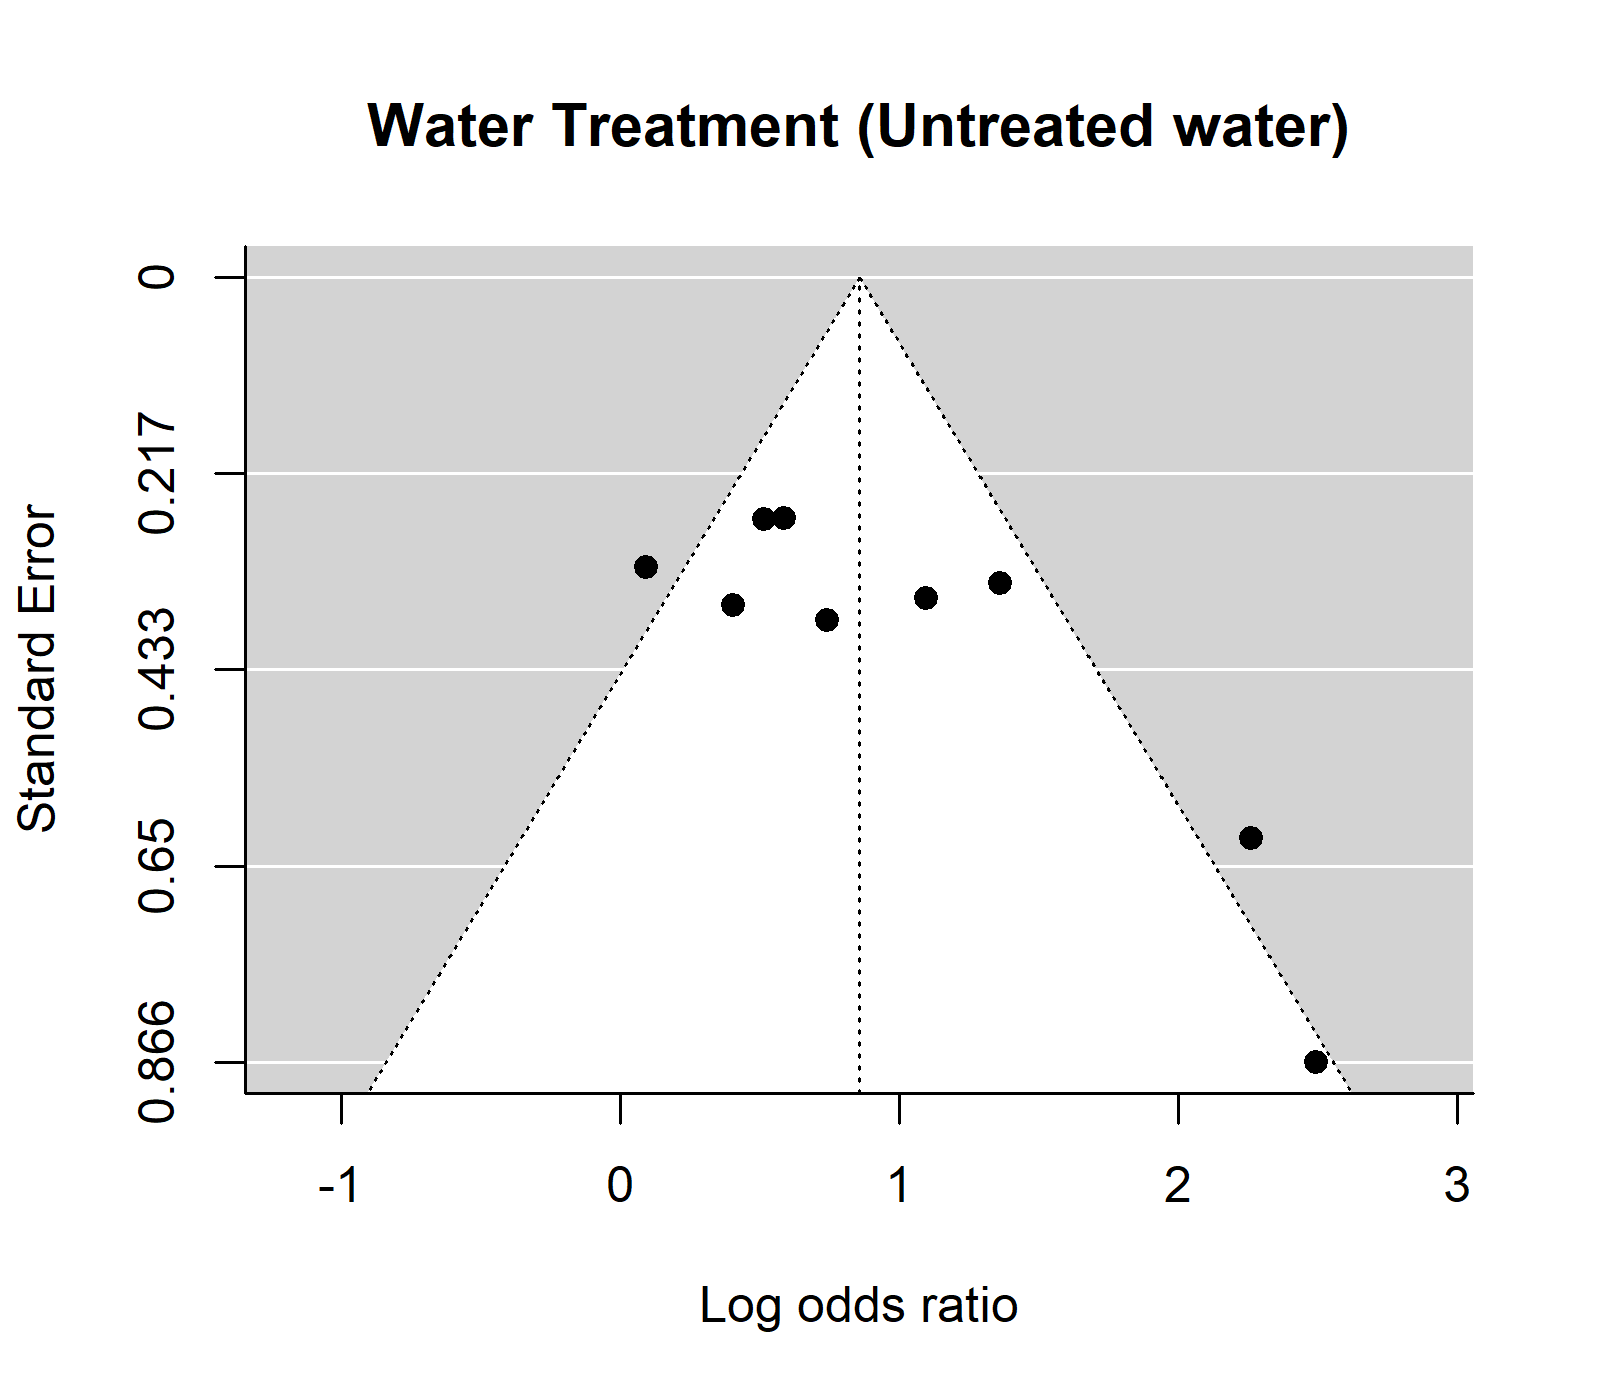 Water Treatment (Untreated water)
Standard Error
0
0.217
0.433
0.65
0.866
-1 0 1 2 3
Log odds ratio